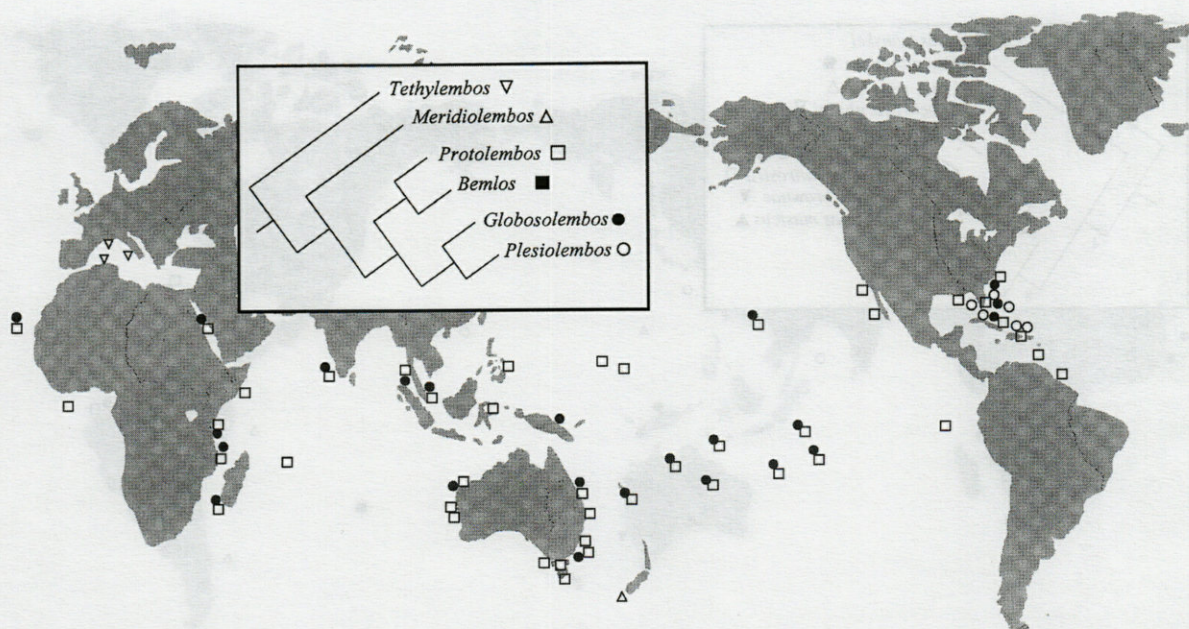 Tethylembos ▽
Meridiolembos △
Protolembos □
Bemlos ■
Globosolembos ●
Plesiolembos ○